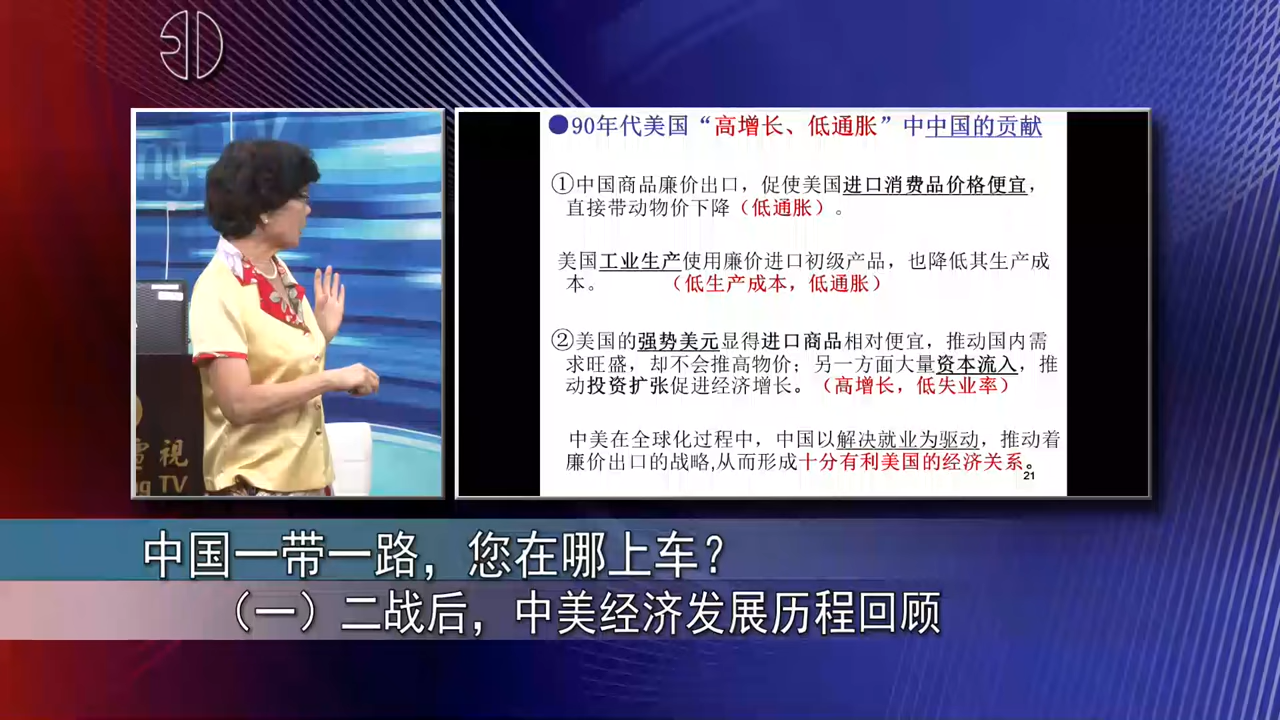 ●90年代美国“高增长、低通胀”中中国的贡献
①中国商品廉价出口，促使美国进口消费品价格便宜，
直接带动物价下降（低通胀）。
美国工业生产使用廉价进口初级产品，也降低其生产成
本。 （低生产成本，低通胀）
②美国的强势美元显得进口商品相对便宜，推动国内需
求旺盛，却不会推高物价；另一方面大量资本流入，推
动投资扩张促进经济增长。（高增长，低失业率）
中美在全球化过程中，中国以解决就业为驱动，推动着
廉价出口的战略,从而形成十分有利美国的经济关系。
21
電視
ng TV
中国一带一路，您在哪上车？
（一）二战后，中美经济发展历程回顾